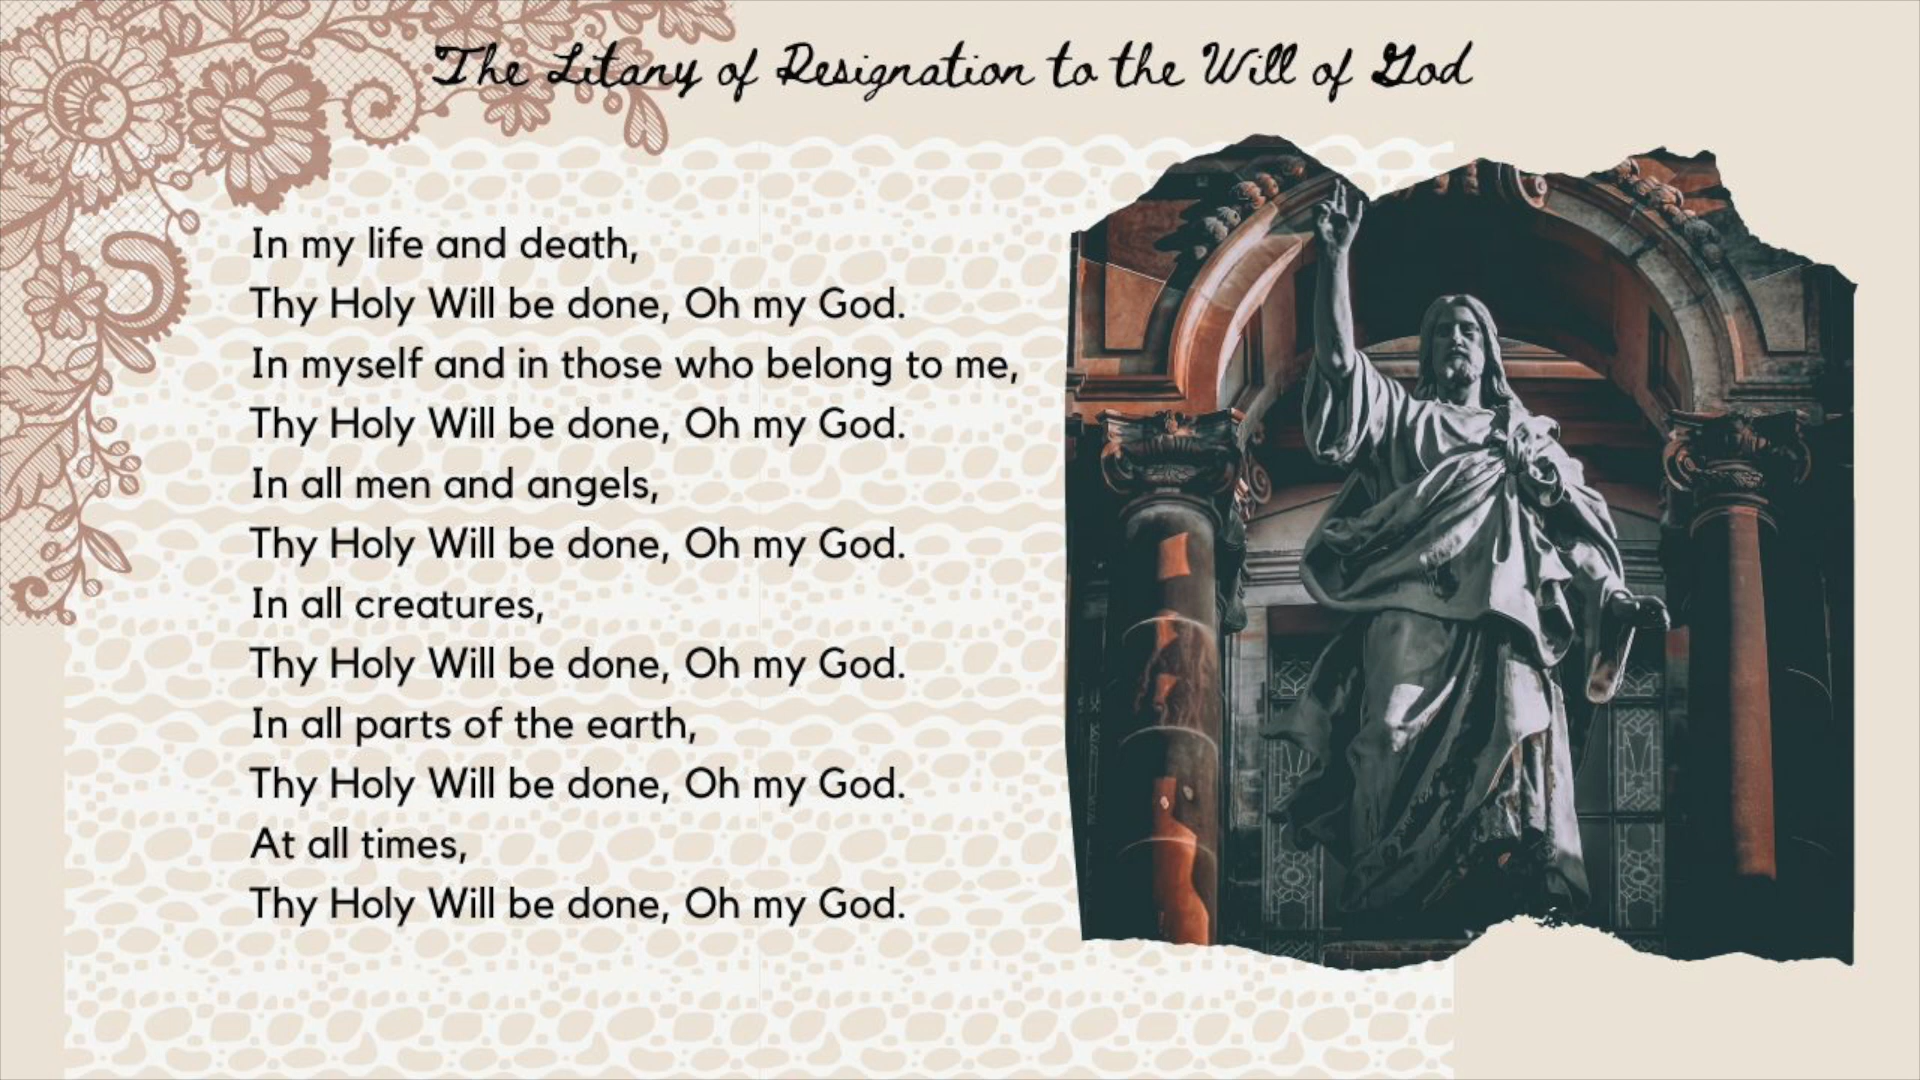 The Litany of Resignation to the Will of God
In my life and death,
Thy Holy Will be done, Oh my God.
In myself and in those who belong to me,
Thy Holy Will be done, Oh my God.
In all men and angels,
Thy Holy Will be done, Oh my God.
In all creatures,
Thy Holy Will be done, Oh my God.
In all parts of the earth,
Thy Holy Will be done, Oh my God.
At all times,
Thy Holy Will be done, Oh my God.